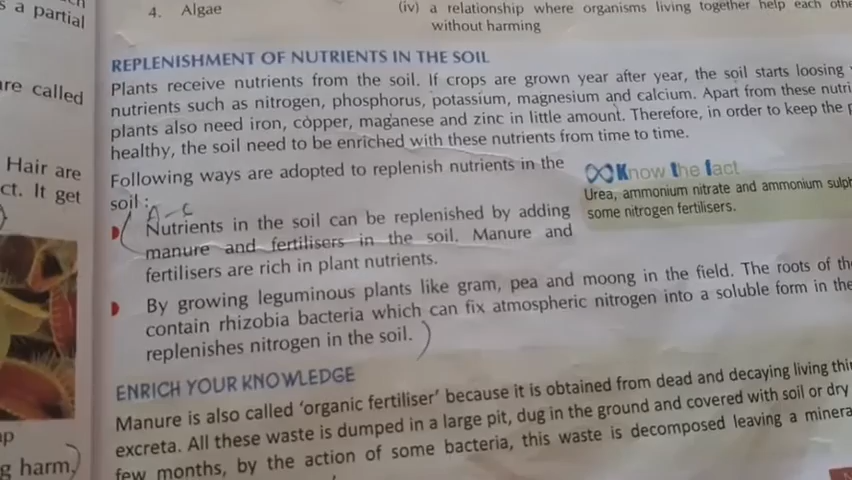 a partial
4. Algae
(iv) a relationship where organisms living together help each
without harming
are called
Hair are
ct. It get
REPLENISHMENT OF NUTRIENTS IN THE SOIL
Plants receive nutrients from the soil. If crops are grown year after year, the soil starts loosing
nutrients such as nitrogen, phosphorus, potassium, magnesium and calcium. Apart from these
plants also need iron, copper, maganese and zinc in little amount. Therefore, in order to keep the
healthy, the soil need to be enriched with these nutrients from time to time.
Following ways are adopted to replenish nutrients in the
soil:
A-C
Nutrients in the soil can be replenished by adding
manure and fertilisers in the soil. Manure and
fertilisers are rich in plant nutrients.
Know the fact
Urea, ammonium nitrate and ammonium
some nitrogen fertilisers.
By growing leguminous plants like gram, pea and moong in the field. The roots of
contain rhizobia bacteria which can fix atmospheric nitrogen into a soluble form in the
replenishes nitrogen in the soil.
ENRICH YOUR KNOWLEDGE
Manure is also called 'organic fertiliser' because it is obtained from dead and decaying living
excreta. All these waste is dumped in a large pit, dug in the ground and covered with soil or dry
few months, by the action of some bacteria, this waste is decomposed leaving a
harm,